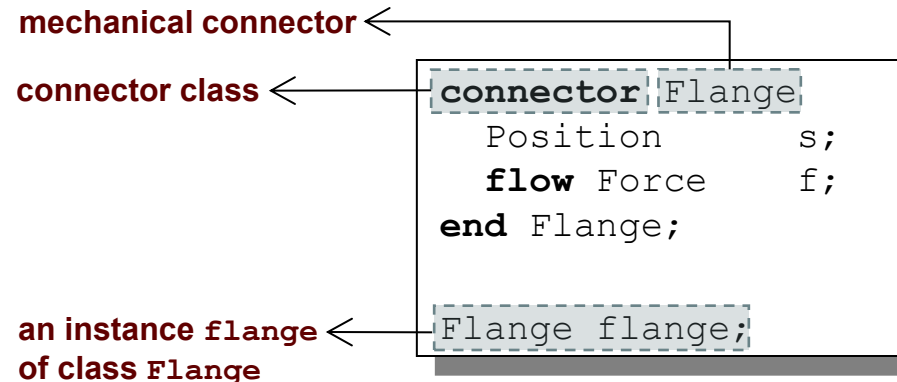 mechanical connector
connector class
connector Flange
Position s;
flow Force f;
end Flange;
an instance flange
of class Flange
Flange flange;